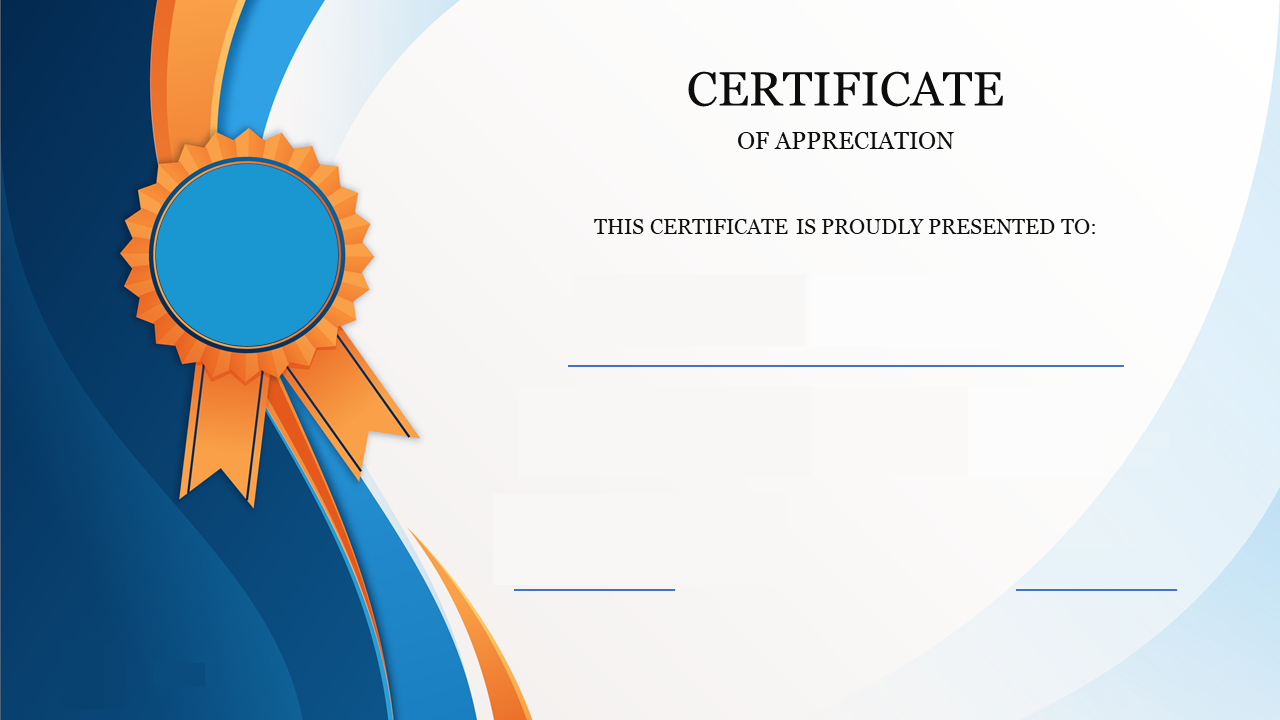 CERTIFICATE
OF APPRECIATION
THIS CERTIFICATE IS PROUDLY PRESENTED TO: